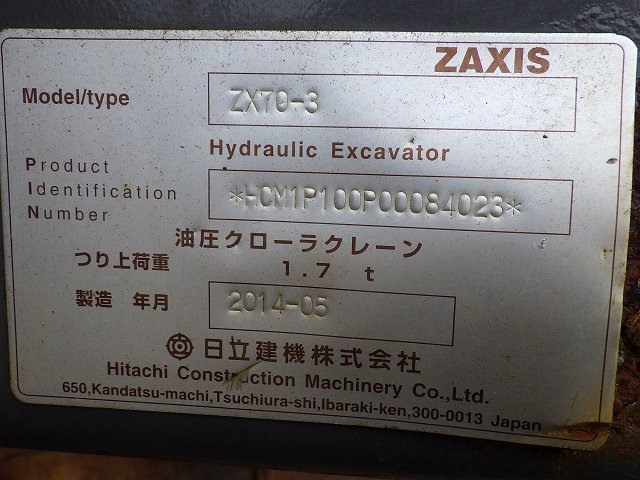 ZAXIS
Model/type ZX70-3
Hydraulic Excavator
Product
Identification *HCM1P100P00084023*
Number
油圧クローラクレーン
つり上荷重 1.7 t
製造 年月 2014-05
日立建機株式会社
Hitachi Construction Machinery Co.,Ltd.
650,Kandatsu-machi,Tsuchiura-shi,Ibaraki-ken,300-0013 Japan